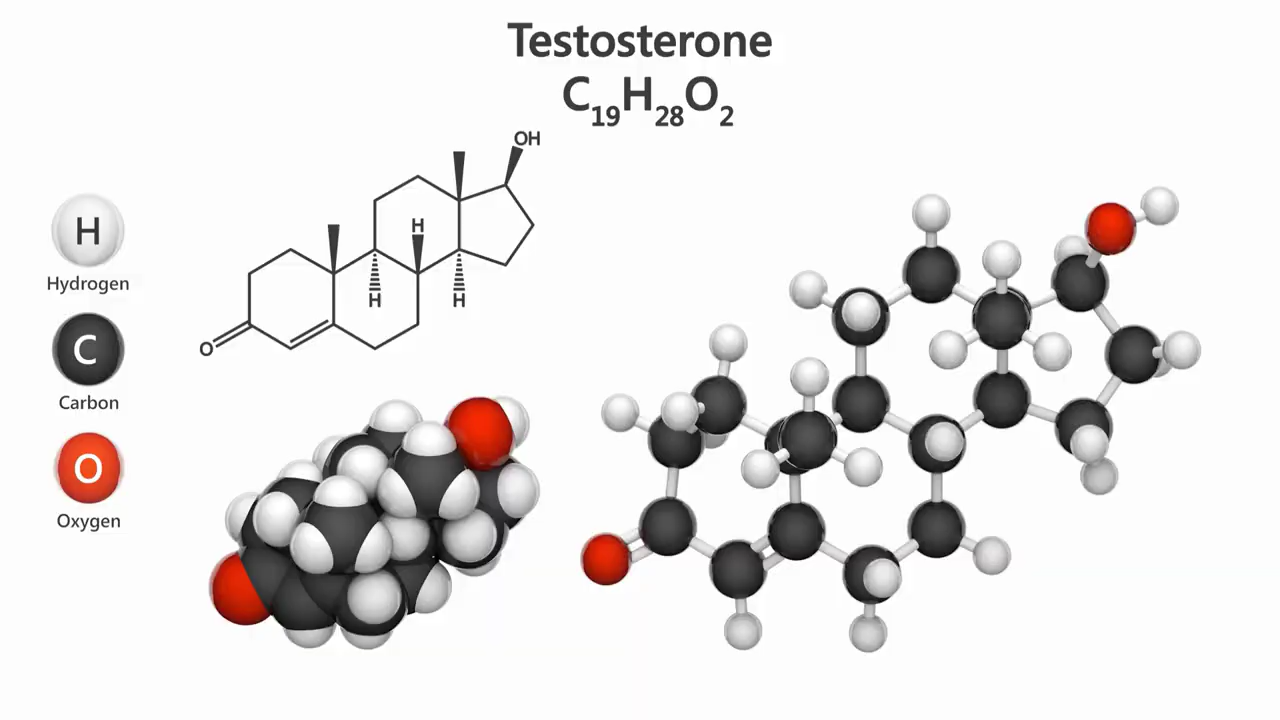 Testosterone
C₁₉H₂₈O₂
OH
H
H
H
O
H
Hydrogen
C
Carbon
O
Oxygen